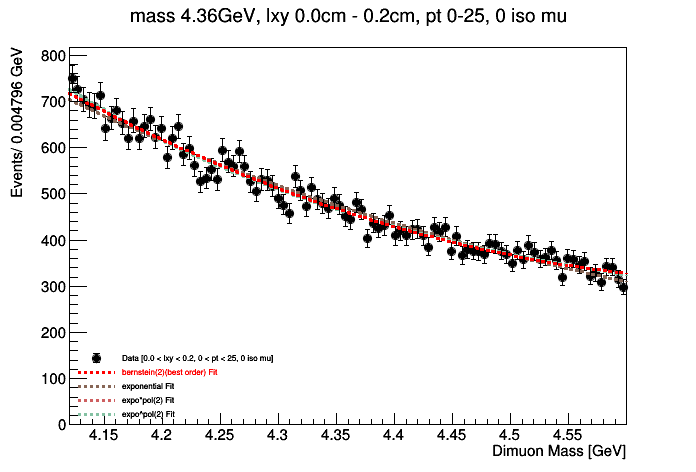 mass 4.36GeV, lxy 0.0cm - 0.2cm, pt 0-25, 0 iso mu
Events/ 0.004796 GeV
800
700
600
500
400
300
200
100
0
Data [0.0 < lxy < 0.2, 0 < pt < 25, 0 iso mu]
bernstein(2)(best order) Fit
exponential Fit
expo*pol(2) Fit
expo^pol(2) Fit
4.15 4.2 4.25 4.3 4.35 4.4 4.45 4.5 4.55
Dimuon Mass [GeV]